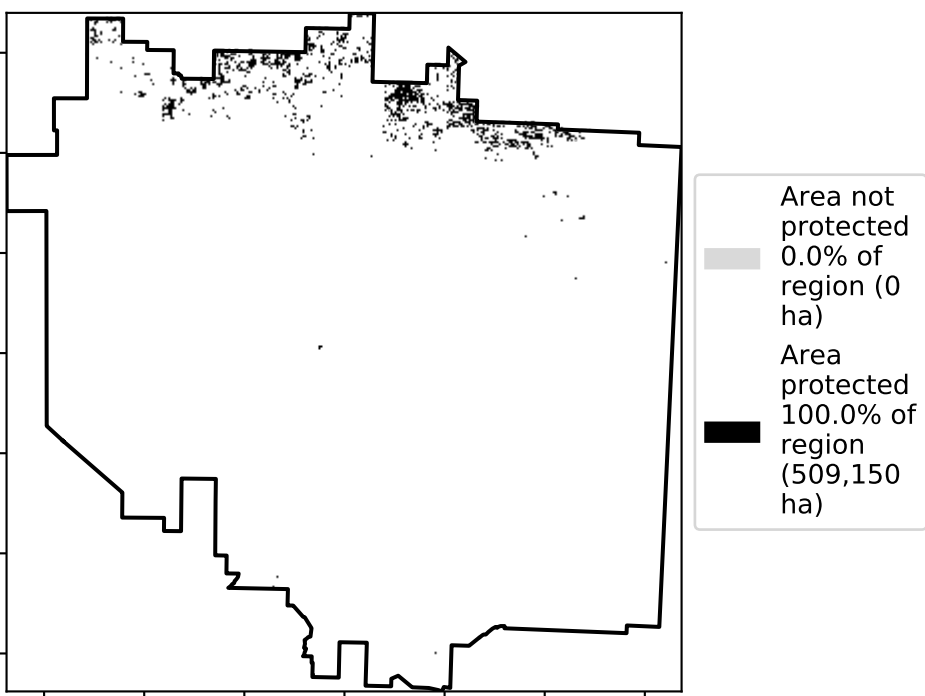 Area not
protected
0.0% of
region (0
ha)
Area
protected
100.0% of
region
(509,150
ha)